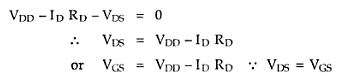 V_DD – I_D R_D – V_DS = 0
∴ V_DS = V_DD – I_D R_D
or V_GS = V_DD – I_D R_D ∵ V_DS = V_GS